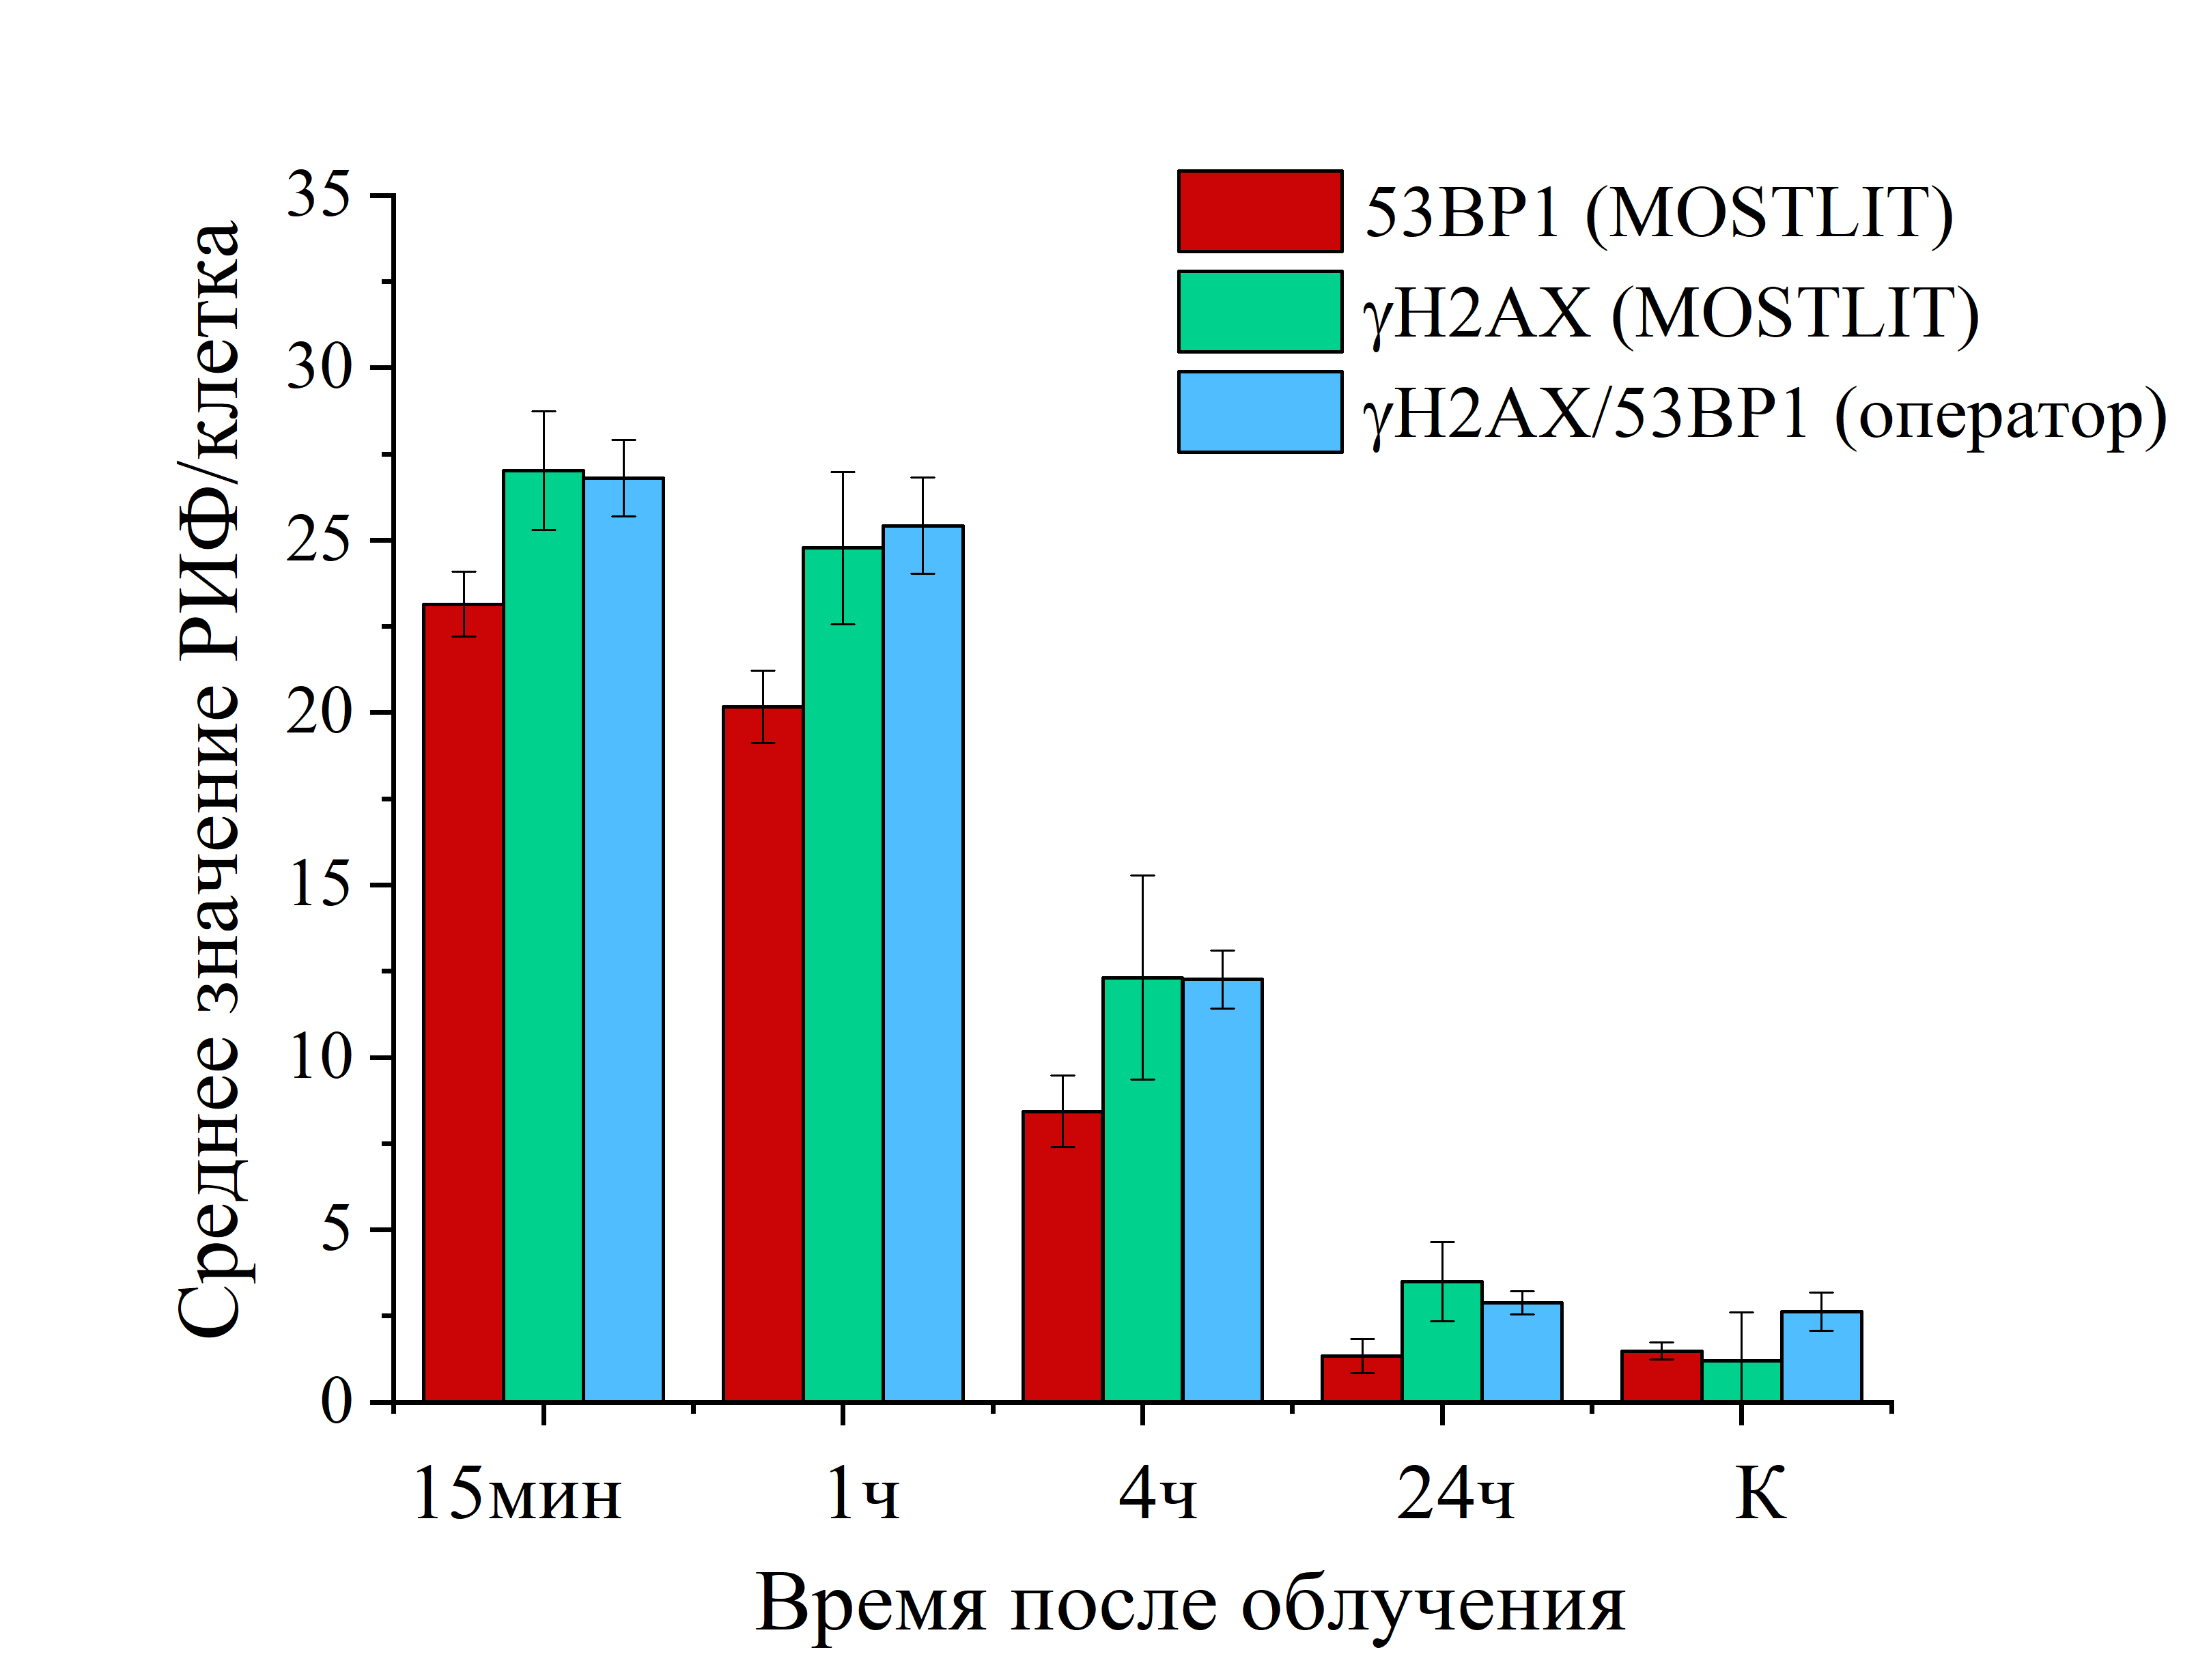 53BP1 (MOSTLIT)
γH2AX (MOSTLIT)
γH2AX/53BP1 (оператор)
Среднее значение РИФ/клетка
35
30
25
20
15
10
5
0
15мин 1ч 4ч 24ч К
Время после облучения